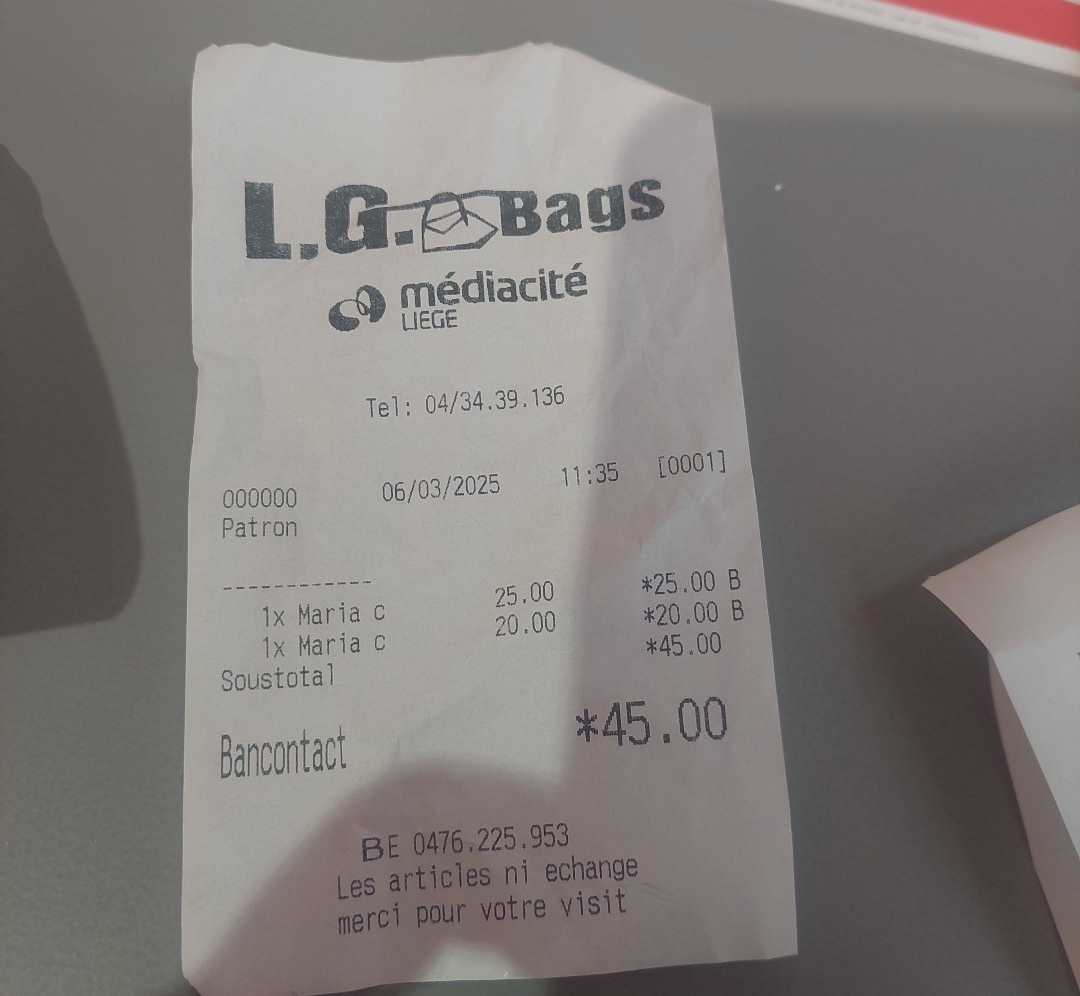 L.G. Bags
médiacité
LIEGE
Tel: 04/34.39.136
000000 06/03/2025 11:35 [0001]
Patron
------------
1x Maria c 25.00 *25.00 B
1x Maria c 20.00 *20.00 B
Soustotal *45.00
Bancontact *45.00
BE 0476.225.953
Les articles ni echange
merci pour votre visit